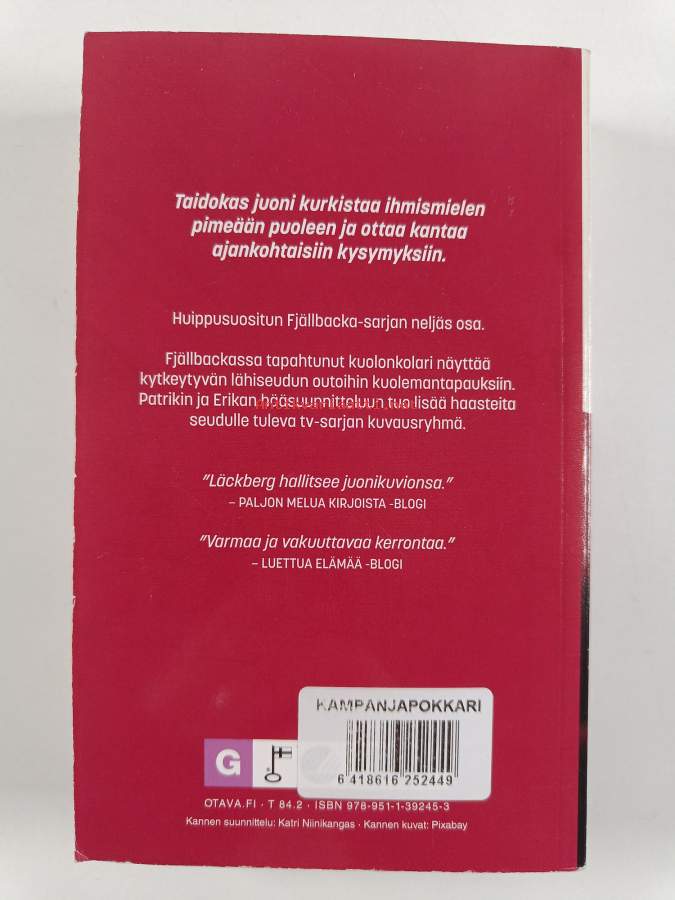 Taidokas juoni kurkistaa ihmismielen
pimeään puoleen ja ottaa kantaa
ajankohtaisiin kysymyksiin.
Huippusuositun Fjällbacka-sarjan neljäs osa.
Fjällbackassa tapahtunut kuolonkolari näyttää
kytkeytyvän lähiseudun outoihin kuolemantapauksiin.
Patrikin ja Erikan hääsuunnitteluun tuo lisää haasteita
seudulle tuleva tv-sarjan kuvausryhmä.
”Läckberg hallitsee juonikuvionsa.”
– PALJON MELUA KIRJOISTA -BLOGI
”Varmaa ja vakuuttavaa kerrontaa.”
– LUETTUA ELÄMÄÄ -BLOGI
KAMPANJAPOKKARI
G
6 418616 252449
OTAVA.FI · T 84.2 · ISBN 978-951-1-39245-3
Kannen suunnittelu: Katri Niinikangas · Kannen kuvat: Pixabay